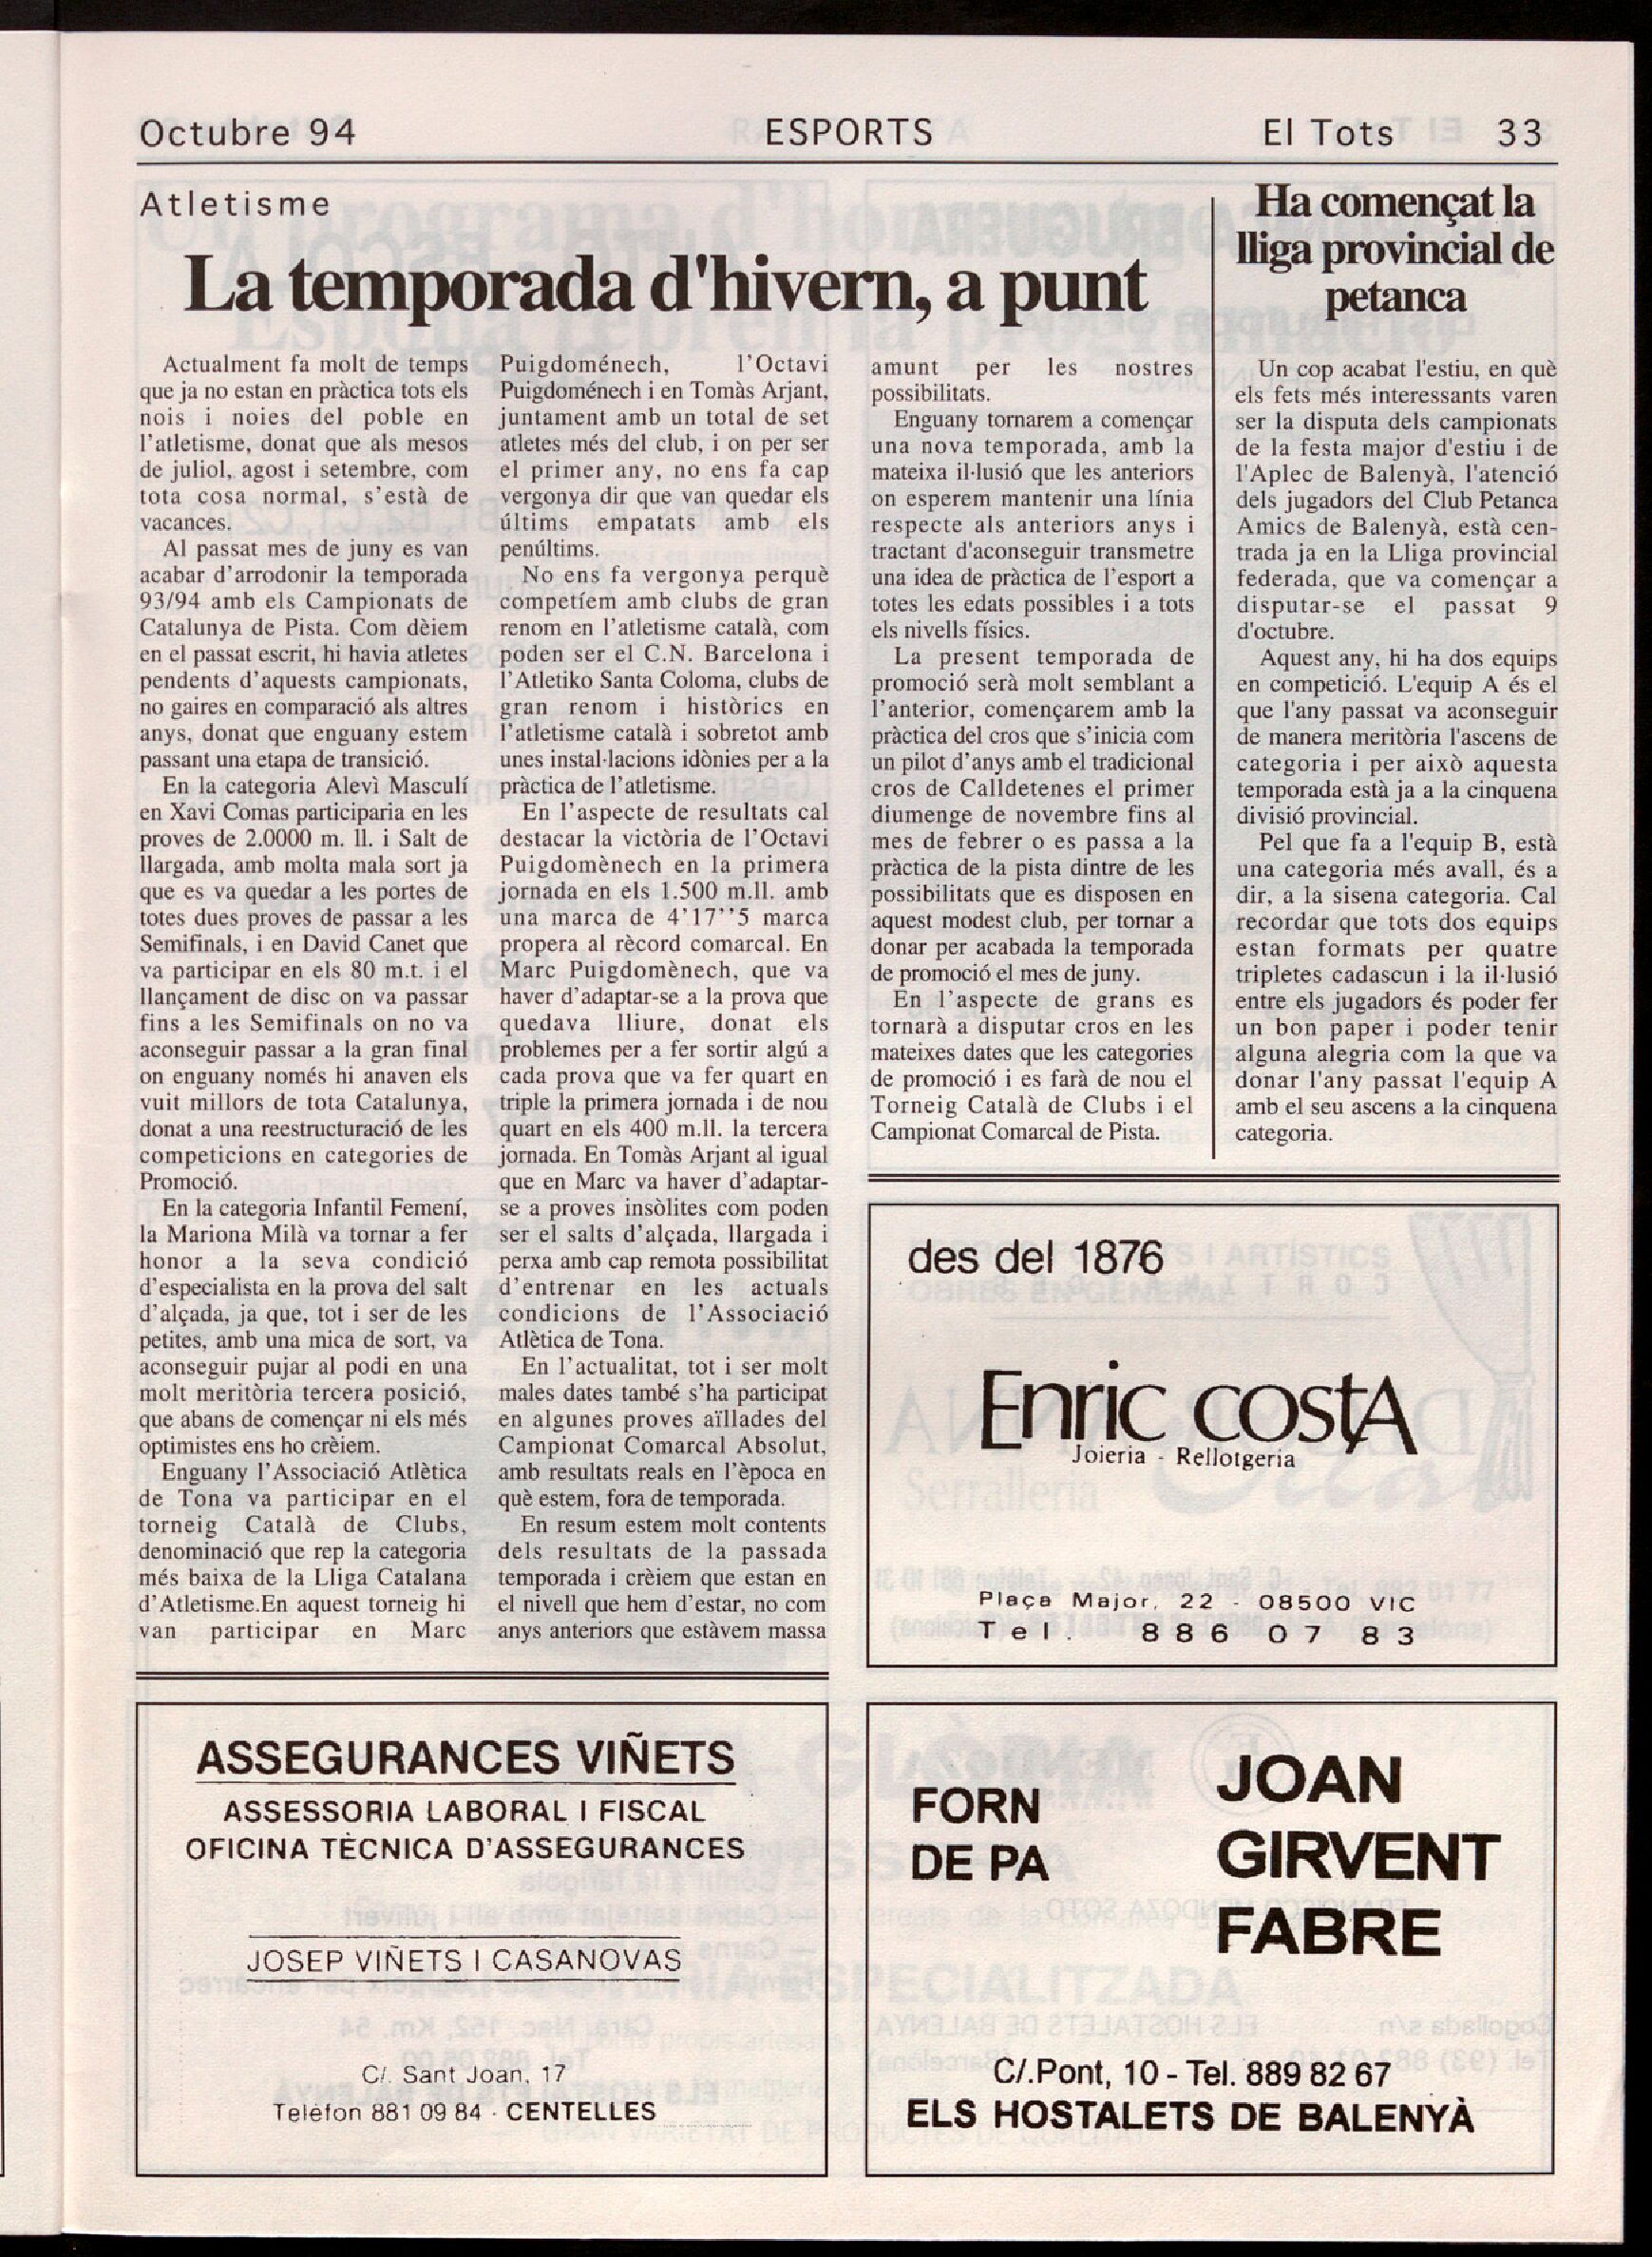 Octubre 94 ESPORTS El Tots 33
Atletisme
La temporada d'hivern, a punt
Actualment fa molt de temps
que ja no estan en pràctica tots els
nois i noies del poble en
l'atletisme, donat que als mesos
de juliol, agost i setembre, com
tota cosa normal, s'està de
vacances.
Al passat mes de juny es van
acabar d'arrodonir la temporada
93/94 amb els Campionats de
Catalunya de Pista. Com dèiem
en el passat escrit, hi havia atletes
pendents d'aquests campionats,
no gaires en comparació als altres
anys, donat que enguany estem
passant una etapa de transició.
En la categoria Alevì Masculí
en Xavi Comas participaria en les
proves de 2.0000 m. ll. i Salt de
llargada, amb molta mala sort ja
que es va quedar a les portes de
totes dues proves de passar a les
Semifinals, i en David Canet que
va participar en els 80 m.t. i el
llançament de disc on va passar
fins a les Semifinals on no va
aconseguir passar a la gran final
on enguany només hi anaven els
vuit millors de tota Catalunya,
donat a una reestructuració de les
competicions en categories de
Promoció.
En la categoria Infantil Femení,
la Mariona Milà va tornar a fer
honor a la seva condició
d'especialista en la prova del salt
d'alçada, ja que, tot i ser de les
petites, amb una mica de sort, va
aconseguir pujar al podi en una
molt meritòria tercera posició,
que abans de començar ni els més
optimistes ens ho crèiem.
Enguany l'Associació Atlètica
de Tona va participar en el
torneig Català de Clubs,
denominació que rep la categoria
més baixa de la Lliga Catalana
d'Atletisme.En aquest torneig hi
van participar en Marc
Puigdoménech, l'Octavi
Puigdoménech i en Tomàs Arjant,
juntament amb un total de set
atletes més del club, i on per ser
el primer any, no ens fa cap
vergonya dir que van quedar els
últims empatats amb els
penúltims.
No ens fa vergonya perquè
competíem amb clubs de gran
renom en l'atletisme català, com
poden ser el C.N. Barcelona i
l'Atletiko Santa Coloma, clubs de
gran renom i històrics en
l'atletisme català i sobretot amb
unes instal·lacions idònies per a la
pràctica de l'atletisme.
En l'aspecte de resultats cal
destacar la victòria de l'Octavi
Puigdomènech en la primera
jornada en els 1.500 m.ll. amb
una marca de 4'17''5 marca
propera al rècord comarcal. En
Marc Puigdomènech, que va
haver d'adaptar-se a la prova que
quedava lliure, donat els
problemes per a fer sortir algú a
cada prova que va fer quart en
triple la primera jornada i de nou
quart en els 400 m.ll. la tercera
jornada. En Tomàs Arjant al igual
que en Marc va haver d'adaptar-
se a proves insòlites com poden
ser el salts d'alçada, llargada i
perxa amb cap remota possibilitat
d'entrenar en les actuals
condicions de l'Associació
Atlètica de Tona.
En l'actualitat, tot i ser molt
males dates també s'ha participat
en algunes proves aïllades del
Campionat Comarcal Absolut,
amb resultats reals en l'època en
què estem, fora de temporada.
En resum estem molt contents
dels resultats de la passada
temporada i crèiem que estan en
el nivell que hem d'estar, no com
anys anteriors que estàvem massa
amunt per les nostres
possibilitats.
Enguany tornarem a començar
una nova temporada, amb la
mateixa il·lusió que les anteriors
on esperem mantenir una línia
respecte als anteriors anys i
tractant d'aconseguir transmetre
una idea de pràctica de l'esport a
totes les edats possibles i a tots
els nivells físics.
La present temporada de
promoció serà molt semblant a
l'anterior, començarem amb la
pràctica del cros que s'inicia com
un pilot d'anys amb el tradicional
cros de Calldetenes el primer
diumenge de novembre fins al
mes de febrer o es passa a la
pràctica de la pista dintre de les
possibilitats que es disposen en
aquest modest club, per tornar a
donar per acabada la temporada
de promoció el mes de juny.
En l'aspecte de grans es
tornarà a disputar cros en les
mateixes dates que les categories
de promoció i es farà de nou el
Torneig Català de Clubs i el
Campionat Comarcal de Pista.
Ha començat la
lliga provincial de
petanca
Un cop acabat l'estiu, en què
els fets més interessants varen
ser la disputa dels campionats
de la festa major d'estiu i de
l'Aplec de Balenyà, l'atenció
dels jugadors del Club Petanca
Amics de Balenyà, està cen-
trada ja en la Lliga provincial
federada, que va començar a
disputar-se el passat 9
d'octubre.
Aquest any, hi ha dos equips
en competició. L'equip A és el
que l'any passat va aconseguir
de manera meritòria l'ascens de
categoria i per això aquesta
temporada està ja a la cinquena
divisió provincial.
Pel que fa a l'equip B, està
una categoria més avall, és a
dir, a la sisena categoria. Cal
recordar que tots dos equips
estan formats per quatre
tripletes cadascun i la il·lusió
entre els jugadors és poder fer
un bon paper i poder tenir
alguna alegria com la que va
donar l'any passat l'equip A
amb el seu ascens a la cinquena
categoria.
des del 1876
Enric costA
Joieria - Rellotgeria
Plaça Major, 22 - 08500 VIC
Tel. 886 07 83
ASSEGURANCES VIÑETS
ASSESSORIA LABORAL I FISCAL
OFICINA TÈCNICA D'ASSEGURANCES
JOSEP VIÑETS I CASANOVAS
C/. Sant Joan, 17
Telèfon 881 09 84 - CENTELLES
FORN
DE PA
JOAN
GIRVENT
FABRE
C/.Pont, 10 - Tel. 889 82 67
ELS HOSTALETS DE BALENYÀ